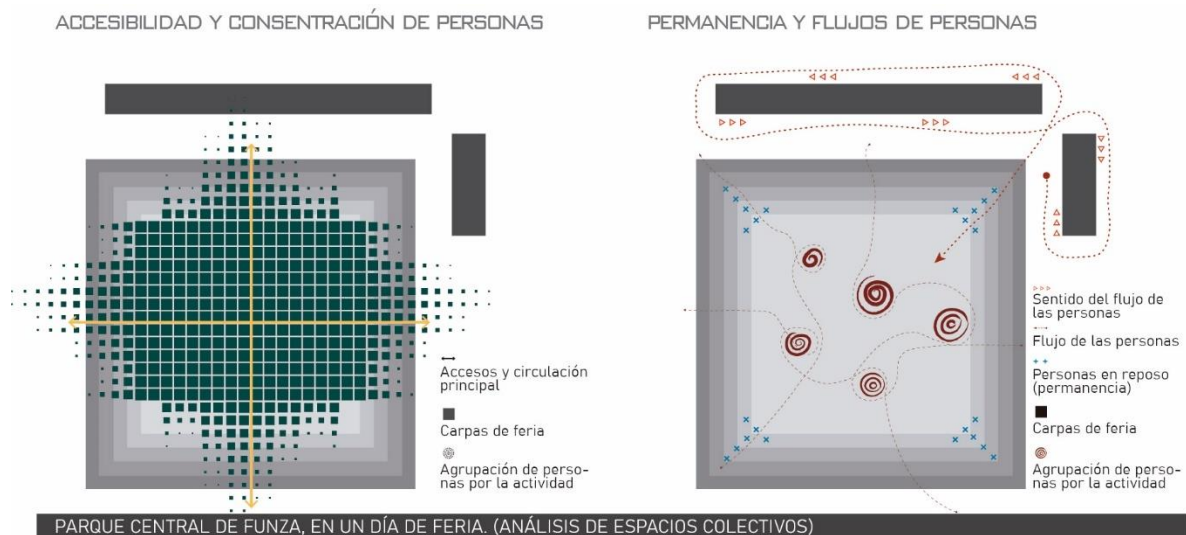 ACCESIBILIDAD Y CONSENTRACIÓN DE PERSONAS
Accesos y circulación
principal
Carpas de feria
Agrupación de perso-
nas por la actividad
PERMANENCIA Y FLUJOS DE PERSONAS
Sentido del flujo de
las personas
Flujo de las personas
Personas en reposo
(permanencia)
Carpas de feria
Agrupación de perso-
nas por la actividad
PARQUE CENTRAL DE FUNZA, EN UN DÍA DE FERIA. (ANÁLISIS DE ESPACIOS COLECTIVOS)